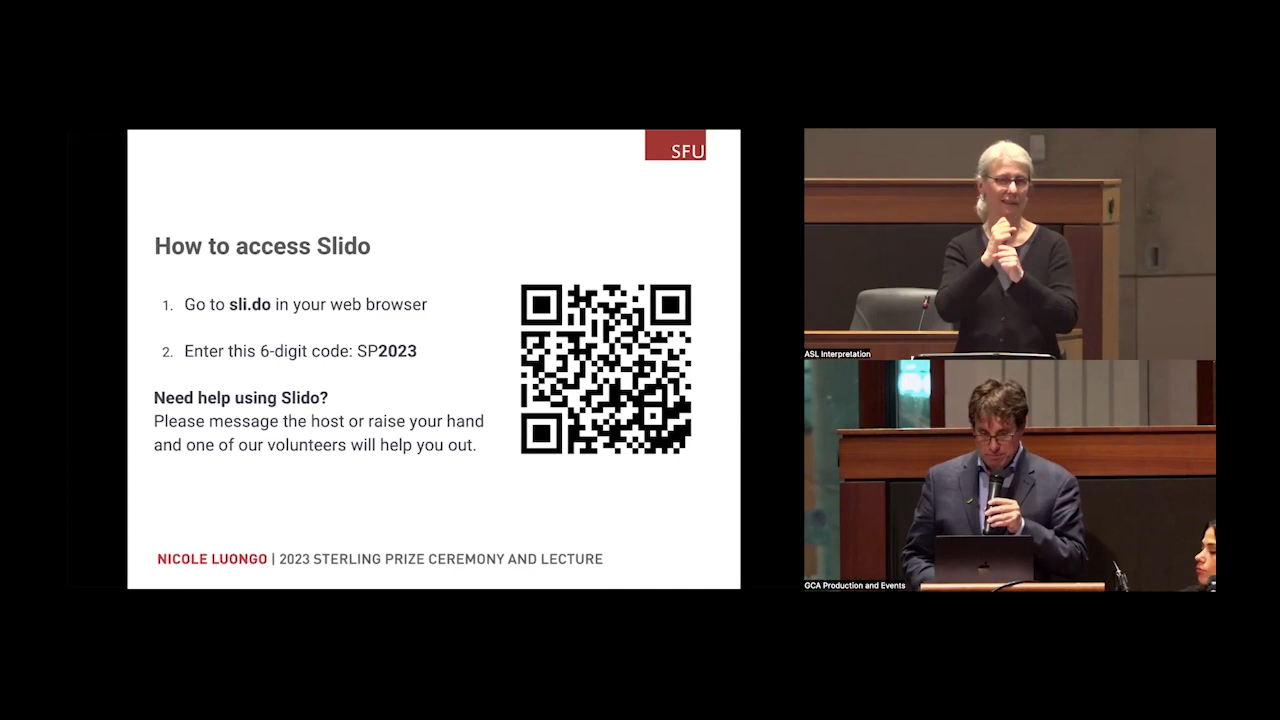 SFU
How to access Slido
1. Go to sli.do in your web browser
2. Enter this 6-digit code: SP2023
Need help using Slido?
Please message the host or raise your hand
and one of our volunteers will help you out.
NICOLE LUONGO | 2023 STERLING PRIZE CEREMONY AND LECTURE
ASL Interpretation
GCA Production and Events